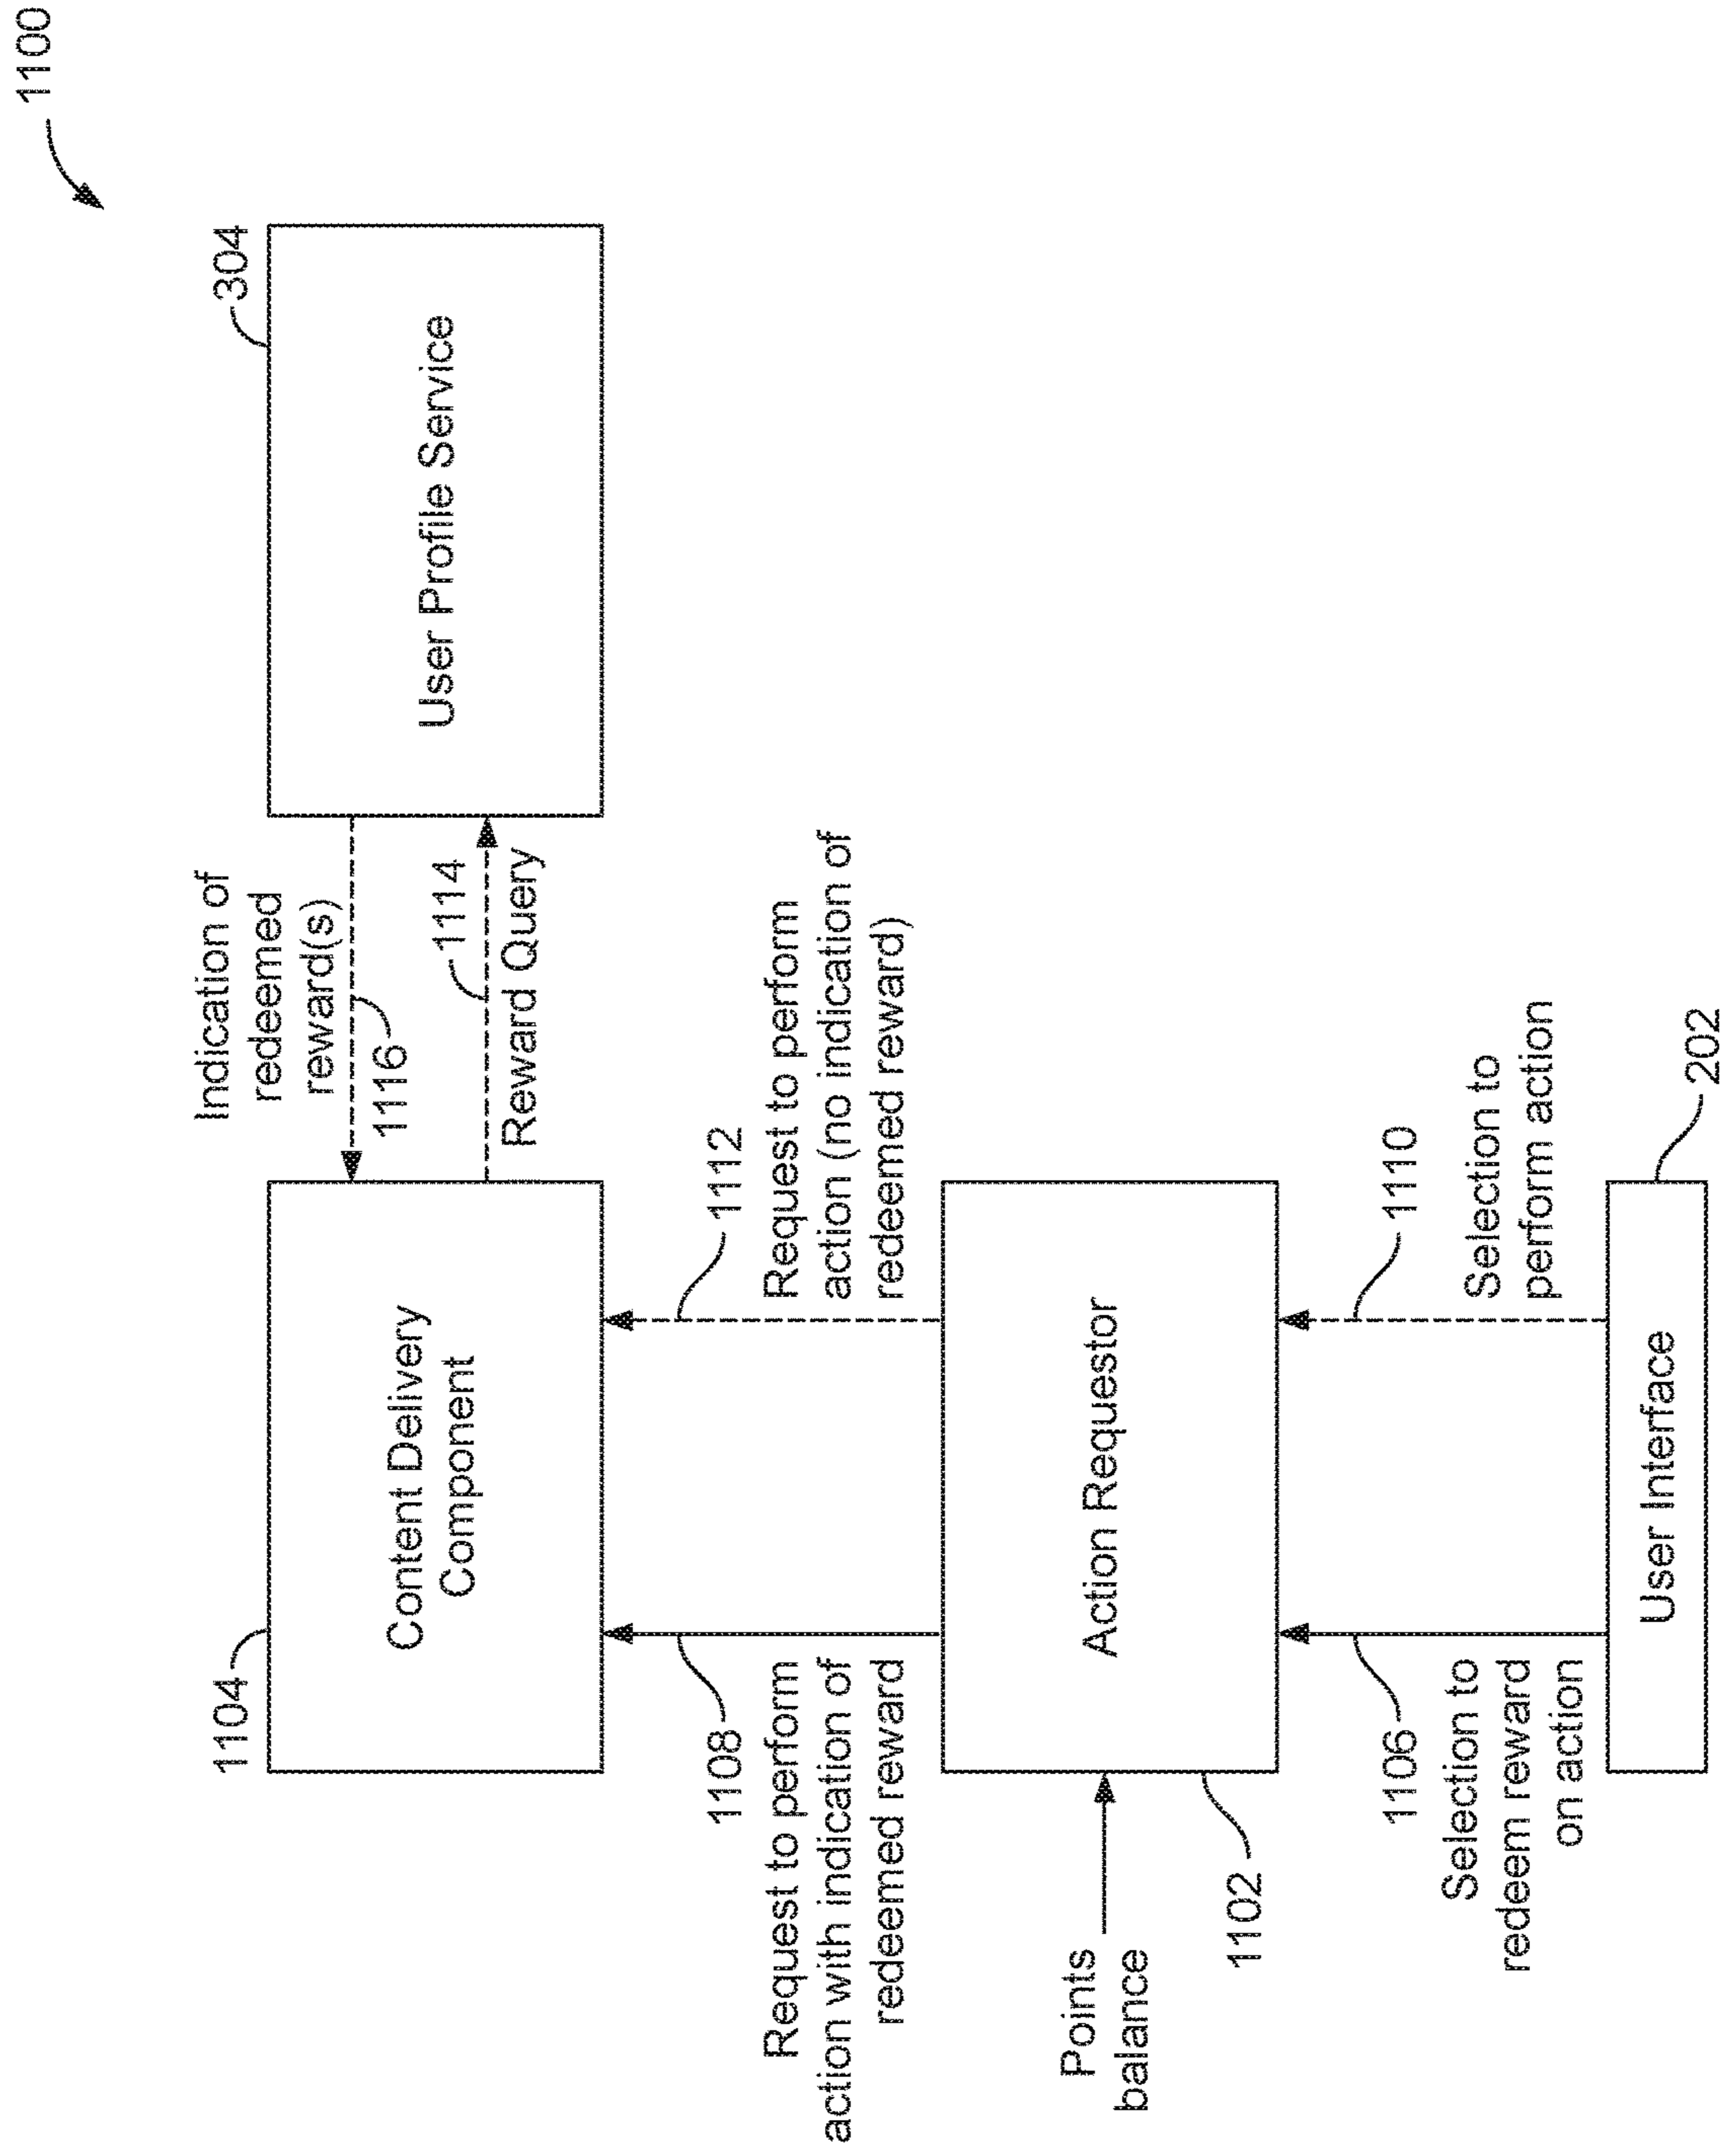 1100
1104
Content Delivery
Component
Indication of
redeemed
reward(s)
1116
1114
Reward Query
304
User Profile Service
1108
Request to perform
action with indication of
redeemed reward
1112
Request to perform
action (no indication of
redeemed reward)
Points
balance
1102
Action Requestor
1106
Selection to
redeem reward
on action
1110
Selection to
perform action
User Interface
202